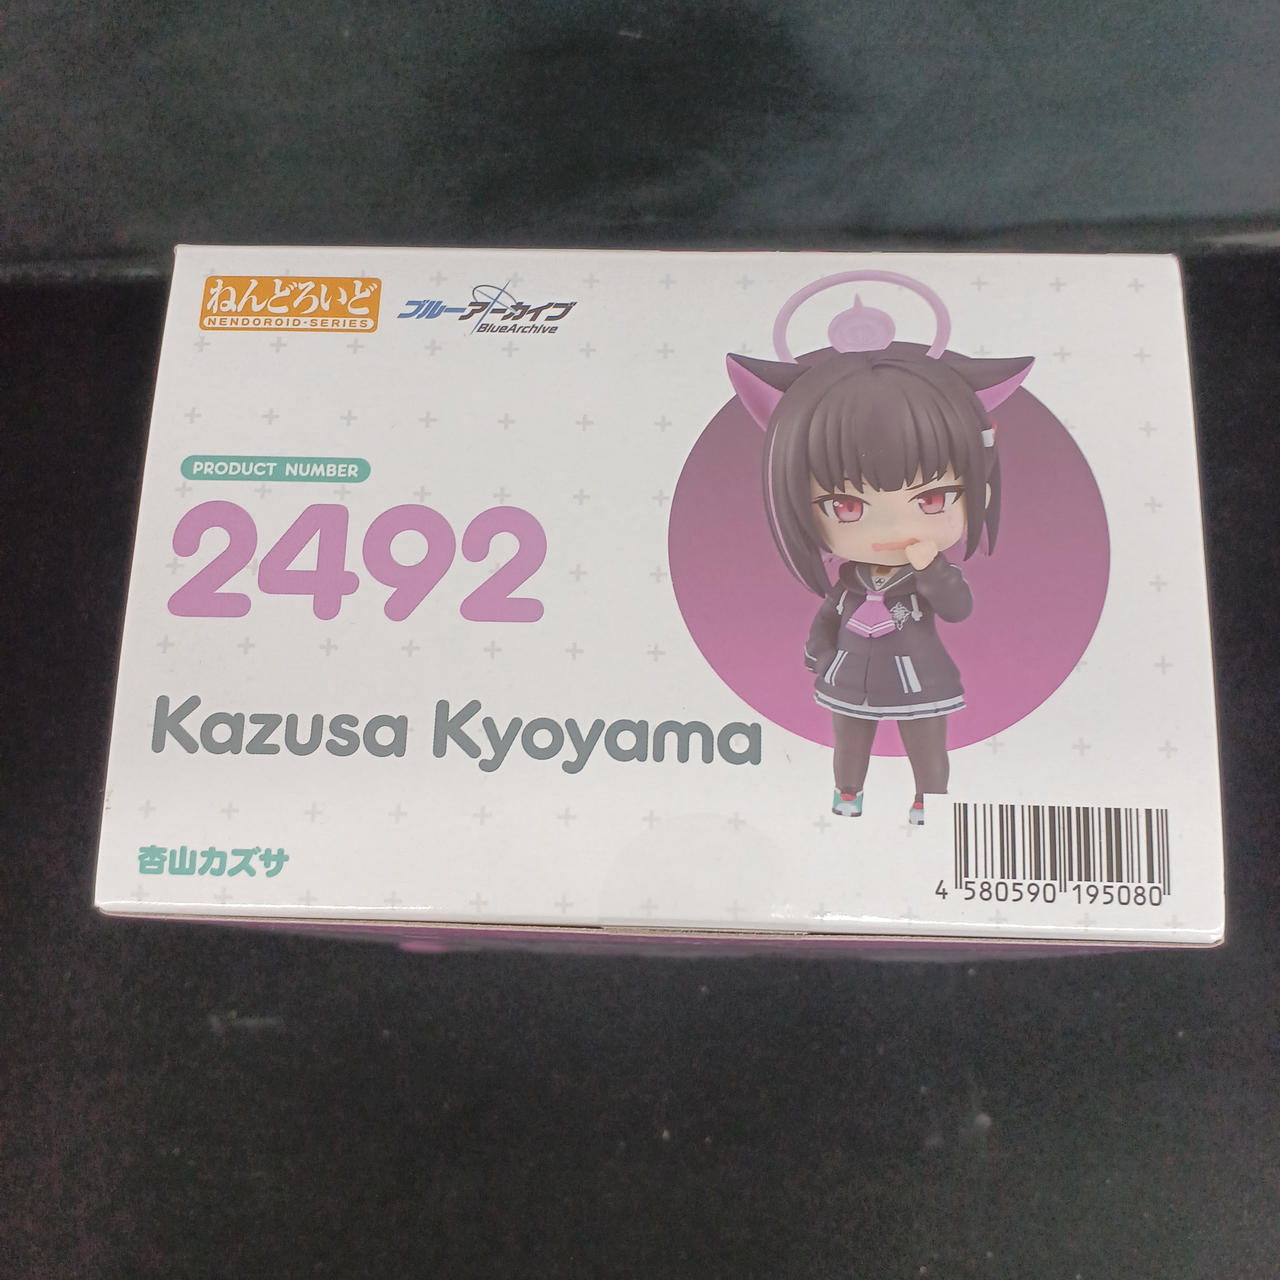 ねんどろいど
NENDOROID·SERIES
ブルーアーカイブ
BlueArchive
PRODUCT NUMBER
2492
Kazusa Kyoyama
杏山カズサ
4 580590 195080